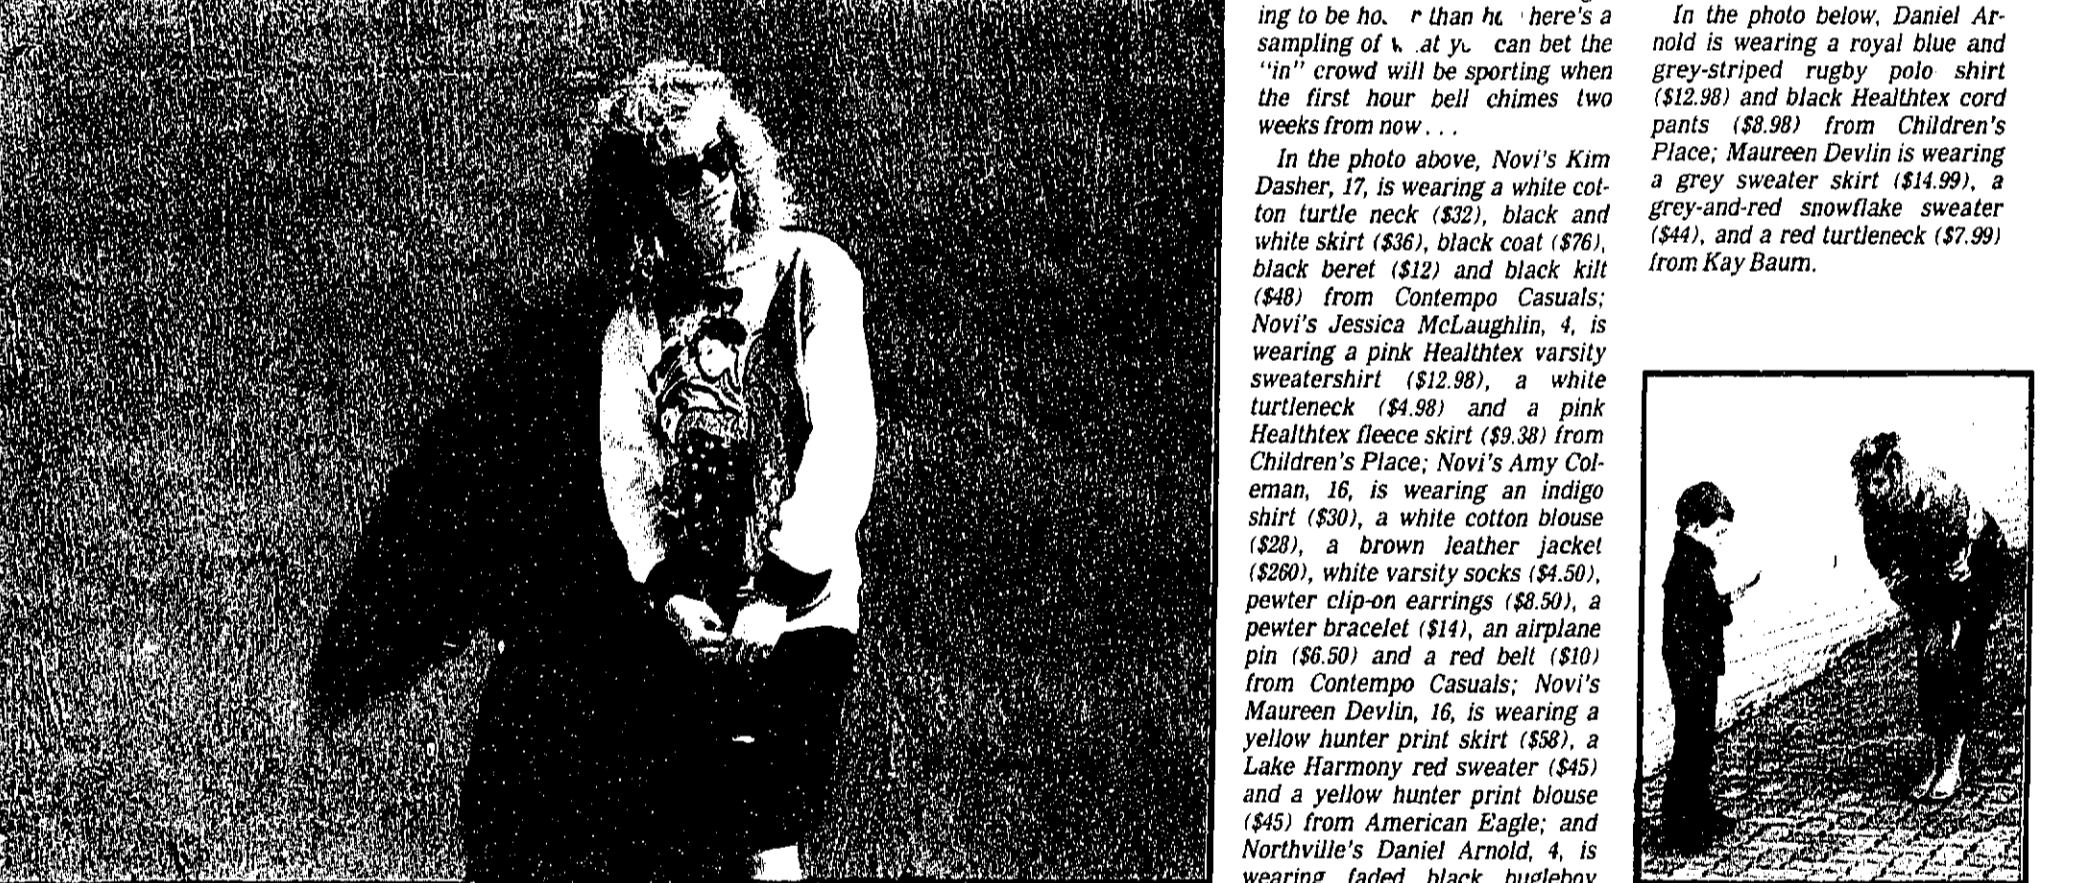 ing to be than here's a
sampling of can bet the
"in" crowd will be sporting when
the first hour bell chimes two
weeks from now . . .
In the photo above, Novi's Kim
Dasher, 17, is wearing a white cot-
ton turtle neck ($32), black and
white skirt ($36), black coat ($76),
black beret ($12) and black kilt
($48) from Contempo Casuals;
Novi's Jessica McLaughlin, 4, is
wearing a pink Healthtex varsity
sweatershirt ($12.98), a white
turtleneck ($4.98) and a pink
Healthtex fleece skirt ($9.38) from
Children's Place; Novi's Amy Col-
eman, 16, is wearing an indigo
shirt ($30), a white cotton blouse
($28), a brown leather jacket
($260), white varsity socks ($4.50),
pewter clip-on earrings ($8.50), a
pewter bracelet ($14), an airplane
pin ($6.50) and a red belt ($10)
from Contempo Casuals; Novi's
Maureen Devlin, 16, is wearing a
yellow hunter print skirt ($58), a
Lake Harmony red sweater ($45)
and a yellow hunter print blouse
($45) from American Eagle; and
Northville's Daniel Arnold, 4, is
wearing faded black bugleboy
In the photo below, Daniel Ar-
nold is wearing a royal blue and
grey-striped rugby polo shirt
($12.98) and black Healthtex cord
pants ($8.98) from Children's
Place; Maureen Devlin is wearing
a grey sweater skirt ($14.99), a
grey-and-red snowflake sweater
($44), and a red turtleneck ($7.99)
from Kay Baum.